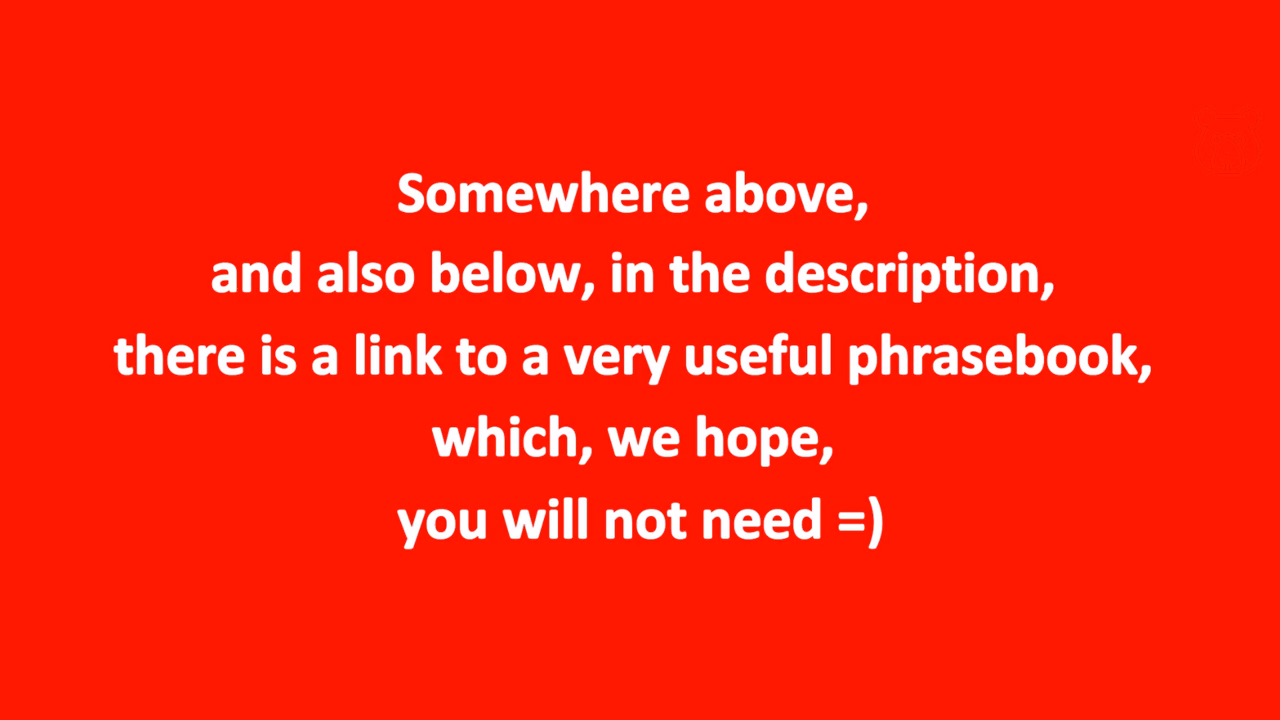 Somewhere above,
and also below, in the description,
there is a link to a very useful phrasebook,
which, we hope,
you will not need =)